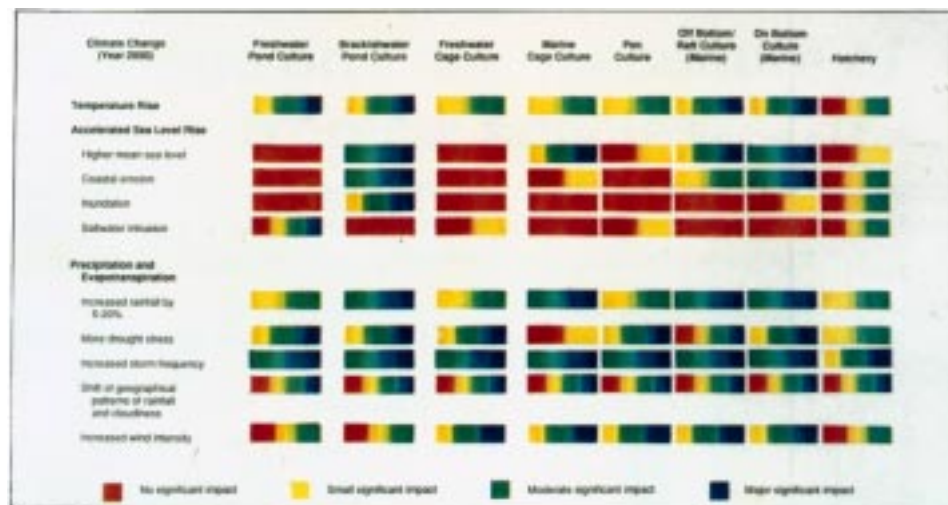 Climate Change
(Year 2050)
Freshwater
Pond Culture
Brackishwater
Pond Culture
Freshwater
Cage Culture
Marine
Cage Culture
Pen
Culture
Off Bottom/
Raft Culture
(Marine)
On Bottom
Culture
(Marine)
Hatchery
Temperature Rise
Accelerated Sea Level Rise
Higher mean sea level
Coastal erosion
Inundation
Saltwater intrusion
Precipitation and
Evapotranspiration
Increased rainfall by
More drought stress
Increased storm frequency
Shift of geographical
patterns of rainfall
and cloudiness
Increased wind intensity
No significant impact
Small significant impact
Moderate significant impact
Major significant impact